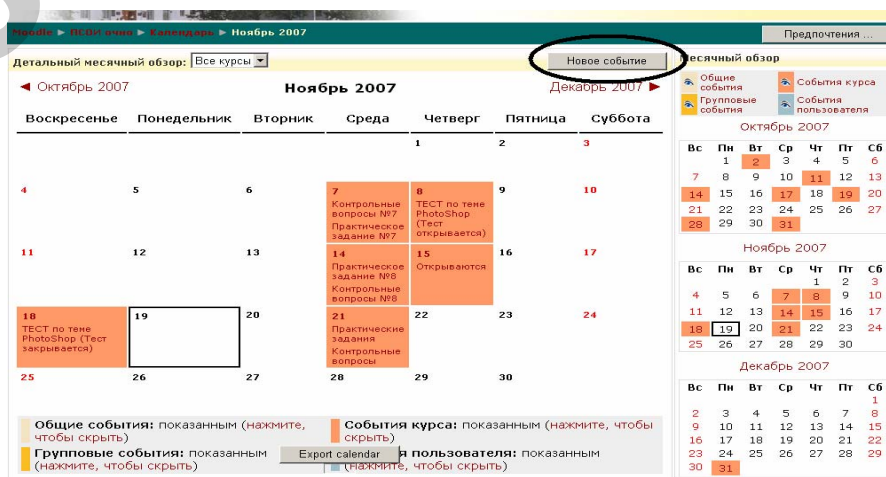 Moodle ► ПСОИ очно ► Календарь ► Ноябрь 2007
Предпочтения ...
Детальный месячный обзор: Все курсы
Новое событие
◄ Октябрь 2007
Ноябрь 2007
Декабрь 2007 ►
Воскресенье Понедельник Вторник Среда Четверг Пятница Суббота
1 2 3
4 5 6 7 8 9 10
Контрольные
вопросы №7
Практическое
задание №7
ТЕСТ по теме
PhotoShop
(Тест
открывается)
11 12 13 14 15 16 17
Практическое
задание №8
Контрольные
вопросы №8
Открываются
18 19 20 21 22 23 24
ТЕСТ по теме
PhotoShop (Тест
закрывается)
Практические
задания
Контрольные
вопросы
25 26 27 28 29 30
Общие события: показанным (нажмите,
чтобы скрыть)
События курса: показанным (нажмите, чтобы
скрыть)
Групповые события: показанным
(нажмите, чтобы скрыть)
Export calendar
пользователя: показанным
(нажмите, чтобы скрыть)
Месячный обзор
Общие
события
События курса
Групповые
события
События
пользователя
Октябрь 2007
Вс Пн Вт Ср Чт Пт Сб
1 2 3 4 5 6
7 8 9 10 11 12 13
14 15 16 17 18 19 20
21 22 23 24 25 26 27
28 29 30 31
Ноябрь 2007
Вс Пн Вт Ср Чт Пт Сб
1 2 3
4 5 6 7 8 9 10
11 12 13 14 15 16 17
18 19 20 21 22 23 24
25 26 27 28 29 30
Декабрь 2007
Вс Пн Вт Ср Чт Пт Сб
1
2 3 4 5 6 7 8
9 10 11 12 13 14 15
16 17 18 19 20 21 22
23 24 25 26 27 28 29
30 31